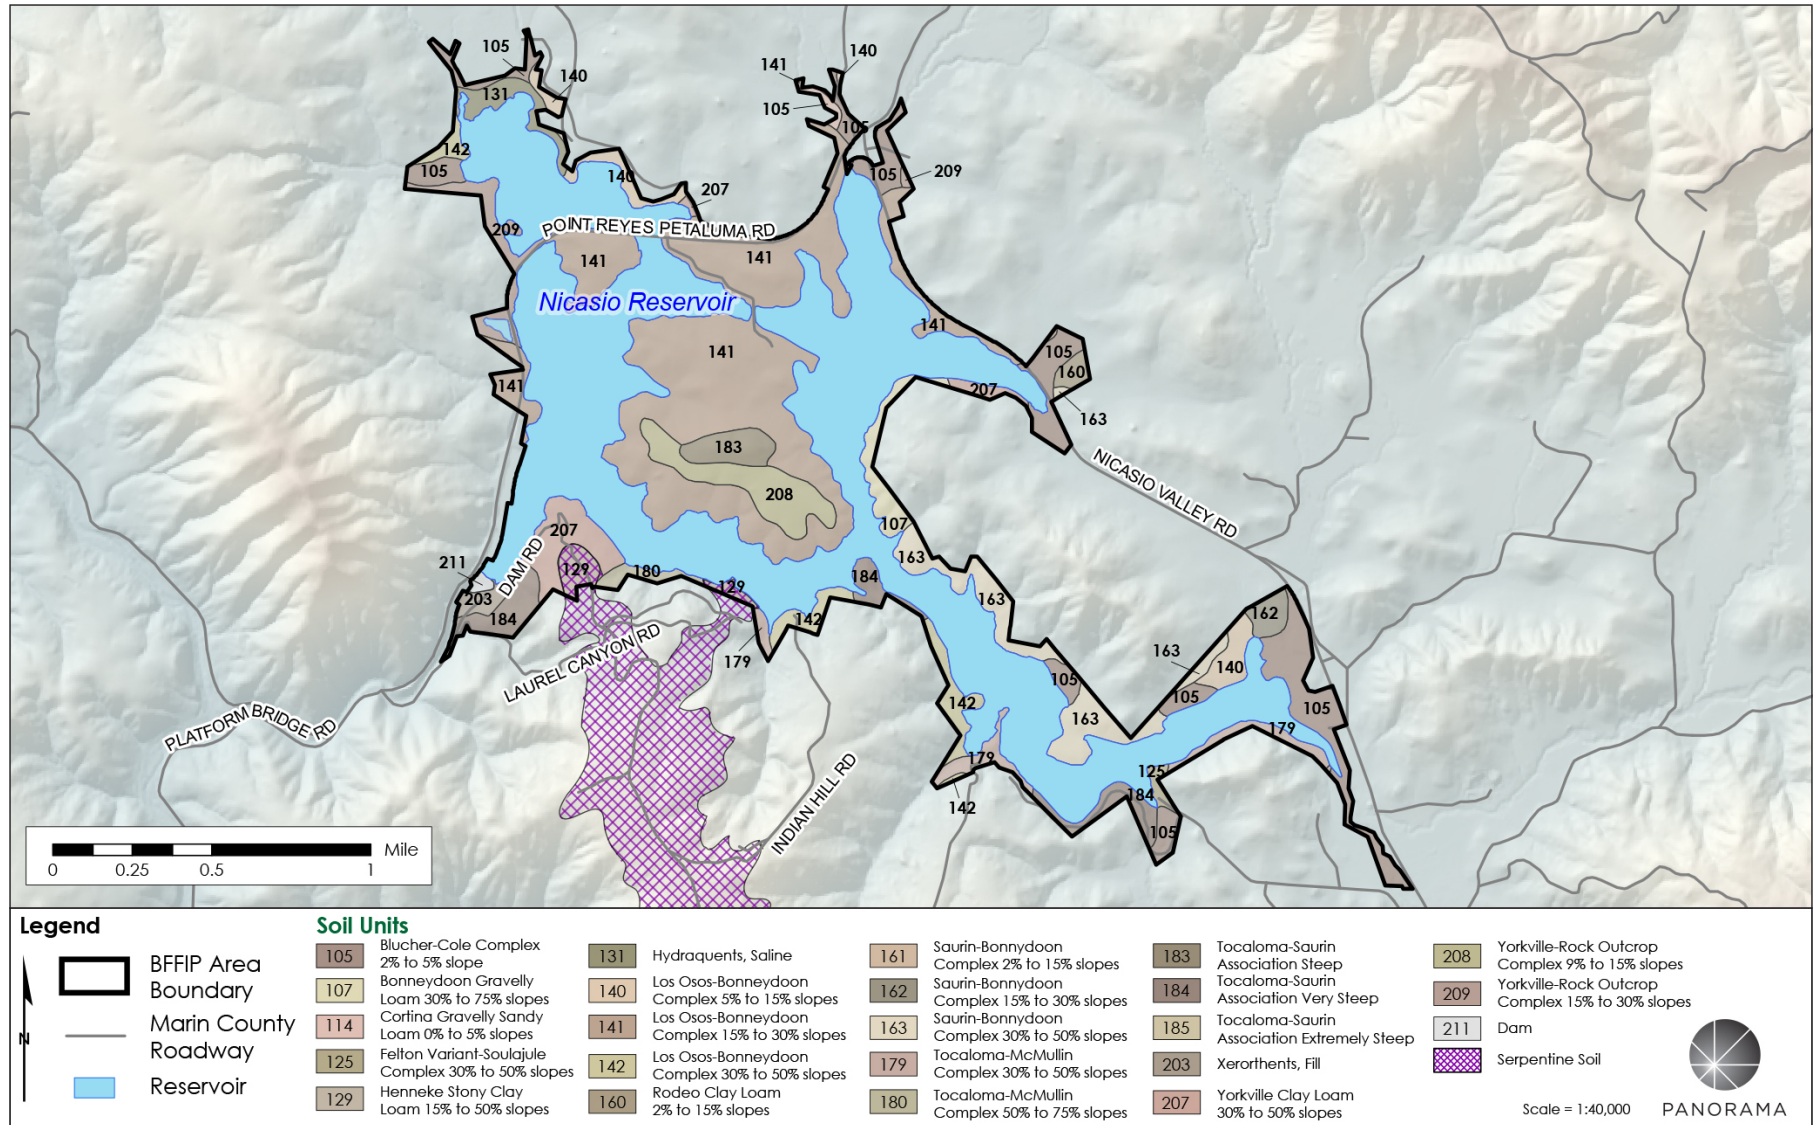 105
140
141
140
131
105
105
142
105
105
209
140
207
209
POINT REYES PETALUMA RD
141
141
Nicasio Reservoir
141
141
105
160
141
207
163
183
NICASIO VALLEY RD
208
107
207
163
211
DAM RD
129
180
129
184
203
163
184
142
162
LAUREL CANYON RD
179
163
140
105
105
142
163
105
PLATFORM BRIDGE RD
179
179
125
INDIAN HILL RD
142
184
105
Mile
0 0.25 0.5 1
Legend
N
BFFIP Area
Boundary
Marin County
Roadway
Reservoir
Soil Units
105 Blucher-Cole Complex
2% to 5% slope
107 Bonneydoon Gravelly
Loam 30% to 75% slopes
114 Cortina Gravelly Sandy
Loam 0% to 5% slopes
125 Felton Variant-Soulajule
Complex 30% to 50% slopes
129 Henneke Stony Clay
Loam 15% to 50% slopes
131 Hydraquents, Saline
140 Los Osos-Bonneydoon
Complex 5% to 15% slopes
141 Los Osos-Bonneydoon
Complex 15% to 30% slopes
142 Los Osos-Bonneydoon
Complex 30% to 50% slopes
160 Rodeo Clay Loam
2% to 15% slopes
161 Saurin-Bonnydoon
Complex 2% to 15% slopes
162 Saurin-Bonnydoon
Complex 15% to 30% slopes
163 Saurin-Bonnydoon
Complex 30% to 50% slopes
179 Tocaloma-McMullin
Complex 30% to 50% slopes
180 Tocaloma-McMullin
Complex 50% to 75% slopes
183 Tocaloma-Saurin
Association Steep
184 Tocaloma-Saurin
Association Very Steep
185 Tocaloma-Saurin
Association Extremely Steep
203 Xerorthents, Fill
207 Yorkville Clay Loam
30% to 50% slopes
208 Yorkville-Rock Outcrop
Complex 9% to 15% slopes
209 Yorkville-Rock Outcrop
Complex 15% to 30% slopes
211 Dam
Serpentine Soil
Scale = 1:40,000
PANORAMA